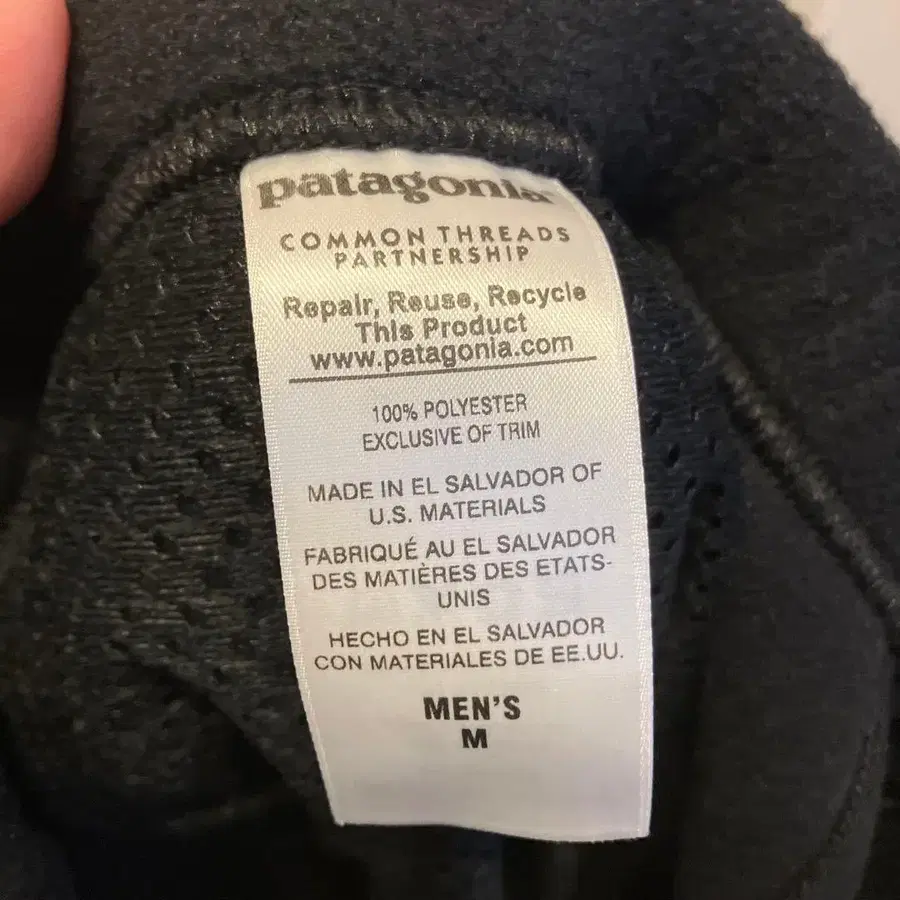 patagonia
COMMON THREADS
PARTNERSHIP
Repair, Reuse, Recycle
This Product
www.patagonia.com
100% POLYESTER
EXCLUSIVE OF TRIM
MADE IN EL SALVADOR OF
U.S. MATERIALS
FABRIQUÉ AU EL SALVADOR
DES MATIÈRES DES ETATS-
UNIS
HECHO EN EL SALVADOR
CON MATERIALES DE EE.UU.
MEN'S
M